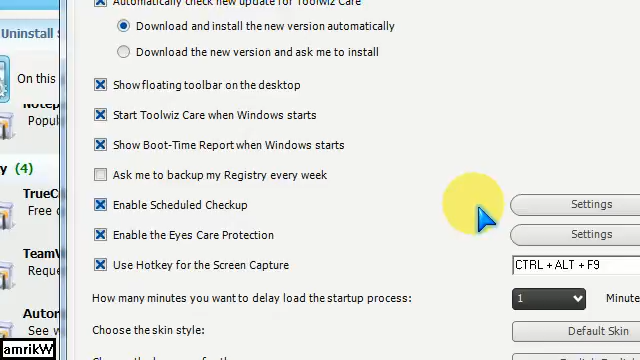 Automatically check new update for Toolwiz Care
Uninstall
Download and install the new version automatically
Download the new version and ask me to install
On this
Show floating toolbar on the desktop
Notep
Popul
Start Toolwiz Care when Windows starts
Show Boot-Time Report when Windows starts
y (4)
Ask me to backup my Registry every week
TrueC
Free c
Enable Scheduled Checkup
Settings
Enable the Eyes Care Protection
Settings
TeamV
Reque
Use Hotkey for the Screen Capture
CTRL + ALT + F9
How many minutes you want to delay load the startup process:
1
Minute
Autor
See w
Choose the skin style:
Default Skin
amrikW